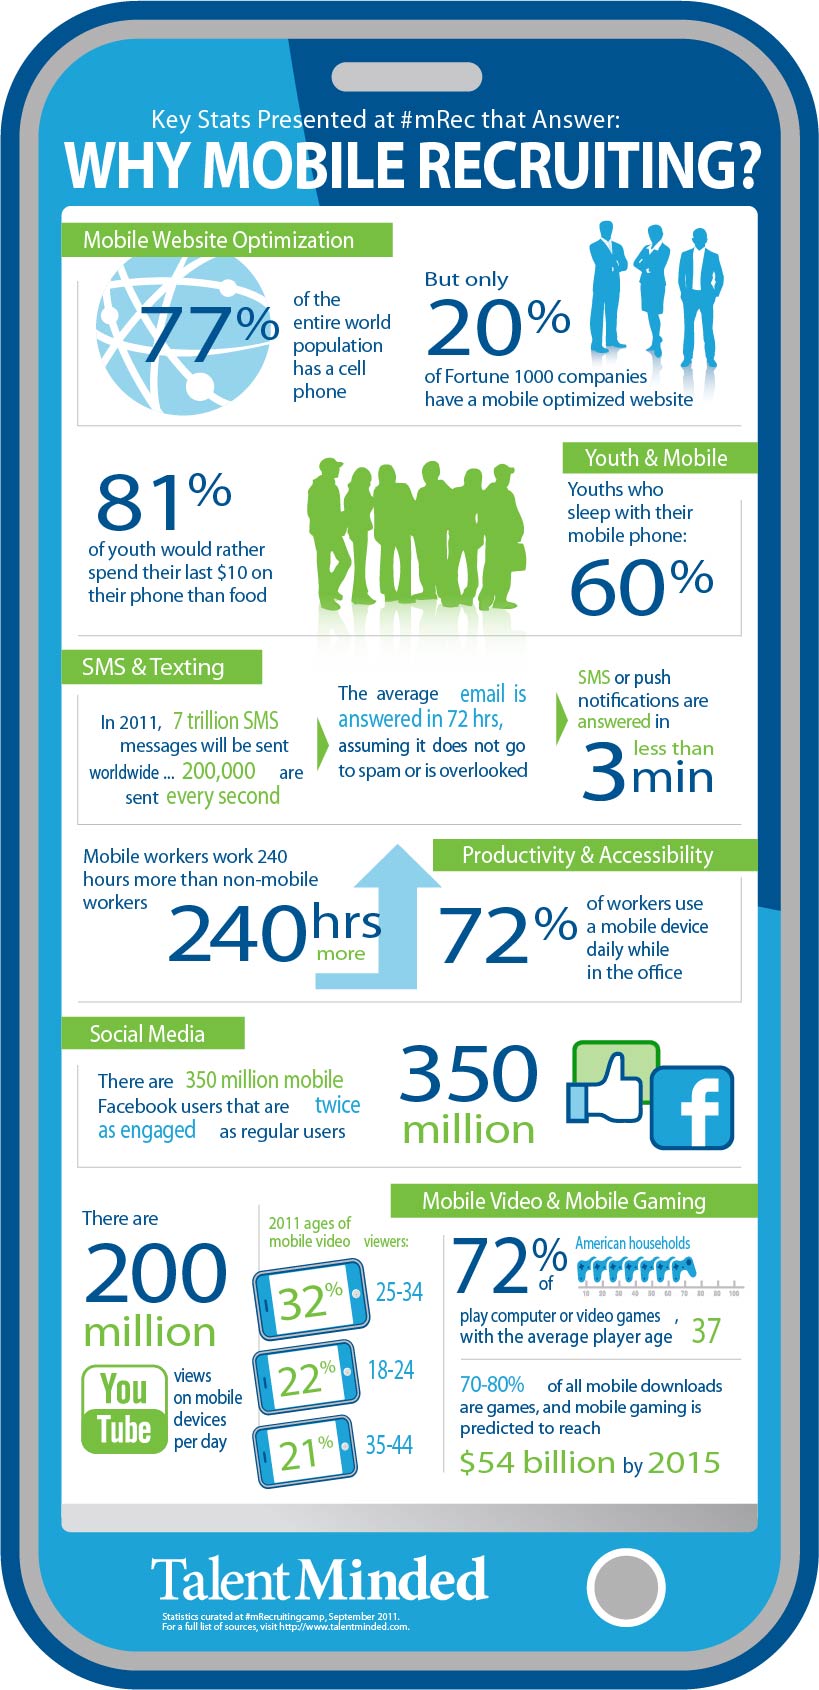 Key Stats Presented at #mRec that Answer:
WHY MOBILE RECRUITING?
Mobile Website Optimization
77%
of the
entire world
population
has a cell
phone
But only
20%
of Fortune 1000 companies
have a mobile optimized website
81%
of youth would rather
spend their last $10 on
their phone than food
Youth & Mobile
Youths who
sleep with their
mobile phone:
60%
SMS & Texting
In 2011, 7 trillion SMS
messages will be sent
worldwide ... 200,000 are
sent every second
The average email is
answered in 72 hrs,
assuming it does not go
to spam or is overlooked
SMS or push
notifications are
answered in
less than
3 min
Mobile workers work 240
hours more than non-mobile
workers
240 hrs
more
Productivity & Accessibility
72%
of workers use
a mobile device
daily while
in the office
Social Media
There are 350 million mobile
Facebook users that are twice
as engaged as regular users
350
million
f
Mobile Video & Mobile Gaming
There are
200
million
You
Tube
views
on mobile
devices
per day
2011 ages of
mobile video viewers:
32% 25-34
22% 18-24
21% 35-44
72%
of
American households
10 20 30 40 50 60 70 80 90 100
play computer or video games ,
with the average player age 37
70-80% of all mobile downloads
are games, and mobile gaming is
predicted to reach
$54 billion by 2015
Talent Minded
Statistics curated at #mRecruitingcamp, September 2011.
For a full list of sources, visit http://www.talentminded.com.